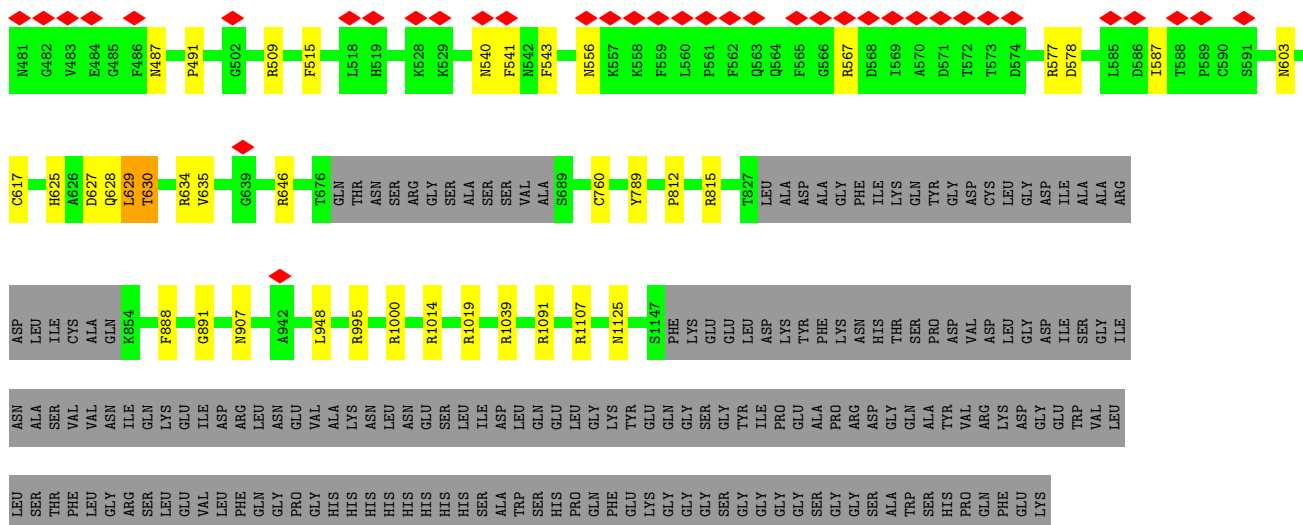 N481 G482 V483 E484 G485 F486 N487 P491 G502 R509 F515 L518 H519 K528 K529 N540 F541 N542 F543 N556 K557 K558 F559 L560 P561 F562 Q563 Q564 F565 G566 R567 D568 I569 A570 D571 T572 T573 D574 R577 D578 L585 D586 I587 T588 P589 C590 S591 N603
C617 H625 A626 D627 Q628 L629 T630 R634 V635 G639 R646 T676 GLN THR ASN SER ARG GLY SER ALA SER SER VAL ALA S689 C760 Y789 P812 R815 T827 LEU ALA ASP ALA GLY PHE ILE LYS GLN TYR GLY ASP CYS LEU GLY ASP ILE ALA ALA ARG
ASP LEU ILE CYS ALA GLN K854 F888 G891 N907 A942 L948 R995 R1000 R1014 R1019 R1039 R1091 R1107 N1125 S1147 PHE LYS GLU GLU LEU ASP LYS TYR PHE LYS ASN HIS THR SER PRO ASP VAL ASP LEU GLY ASP ILE SER GLY ILE
ASN ALA SER VAL VAL ASN ILE GLN LYS GLU ILE ASP ARG LEU ASN GLU VAL ALA LYS ASN LEU ASN GLU SER LEU ILE ASP LEU GLN GLU LEU GLY LYS TYR GLU GLN GLY SER GLY TYR ILE PRO GLU ALA PRO ARG ASP GLY GLN ALA TYR VAL ARG LYS ASP GLY GLU TRP VAL LEU
LEU SER THR PHE LEU GLY ARG SER LEU GLU VAL LEU PHE GLN GLY PRO GLY HIS HIS HIS HIS HIS HIS HIS HIS SER ALA TRP SER HIS PRO GLN PHE GLU LYS GLY GLY GLY SER GLY GLY GLY GLY SER GLY GLY SER ALA TRP SER HIS PRO GLN PHE GLU LYS